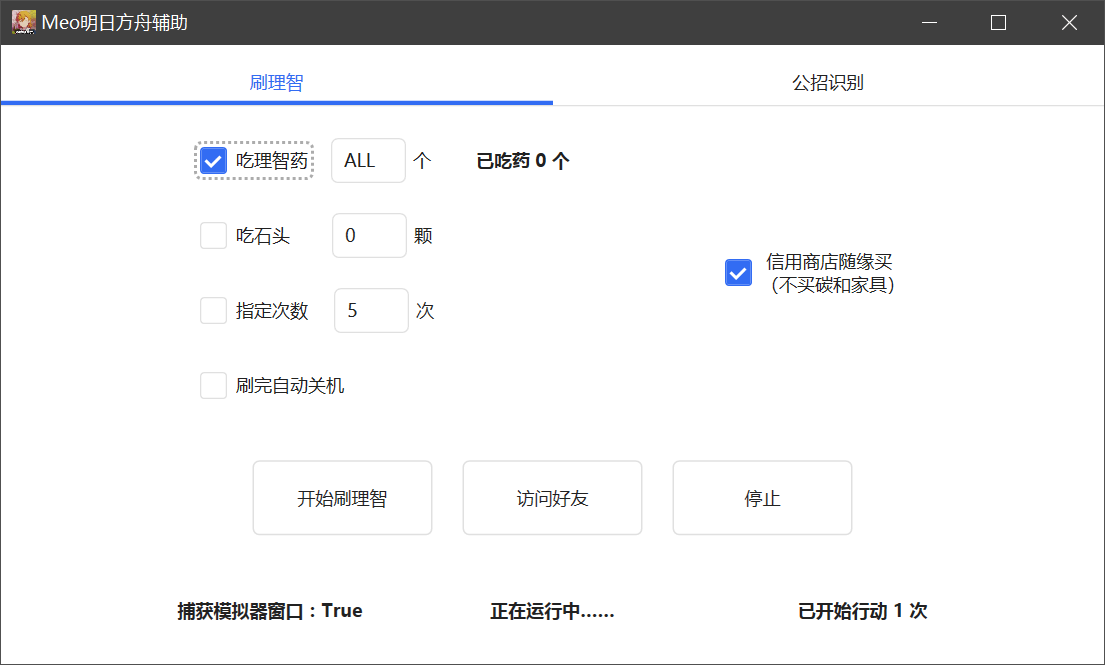 Meo明日方舟辅助
刷理智
公招识别
吃理智药 ALL 个 已吃药 0 个
吃石头 0 颗
信用商店随缘买
（不买碳和家具）
指定次数 5 次
刷完自动关机
开始刷理智
访问好友
停止
捕获模拟器窗口：True
正在运行中......
已开始行动 1 次